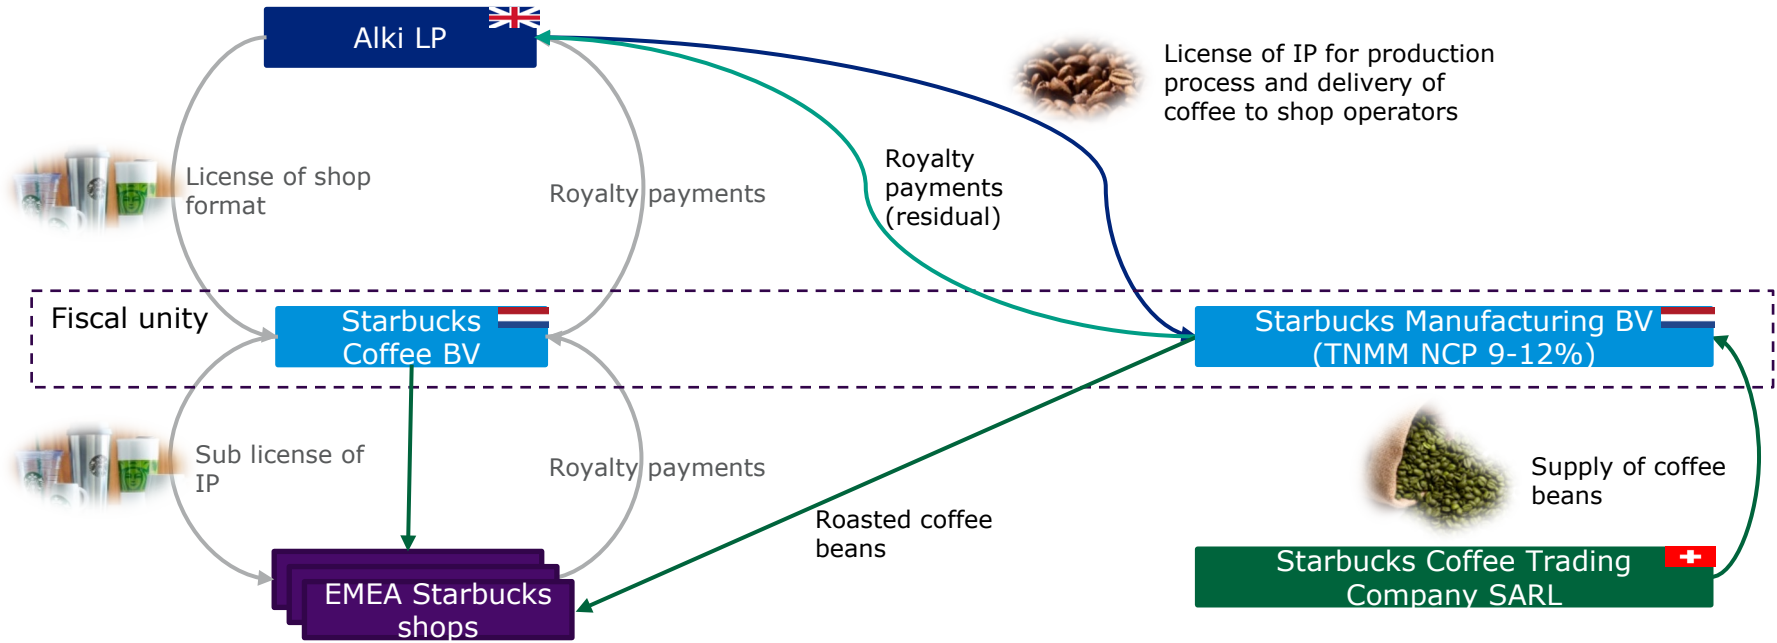 Alki LP
License of IP for production
process and delivery of
coffee to shop operators
Royalty
payments
(residual)
License of shop
format
Royalty payments
Fiscal unity
Starbucks
Coffee BV
Starbucks Manufacturing BV
(TNMM NCP 9-12%)
Sub license of
IP
Royalty payments
Supply of coffee
beans
Roasted coffee
beans
Starbucks Coffee Trading
Company SARL
EMEA Starbucks
shops